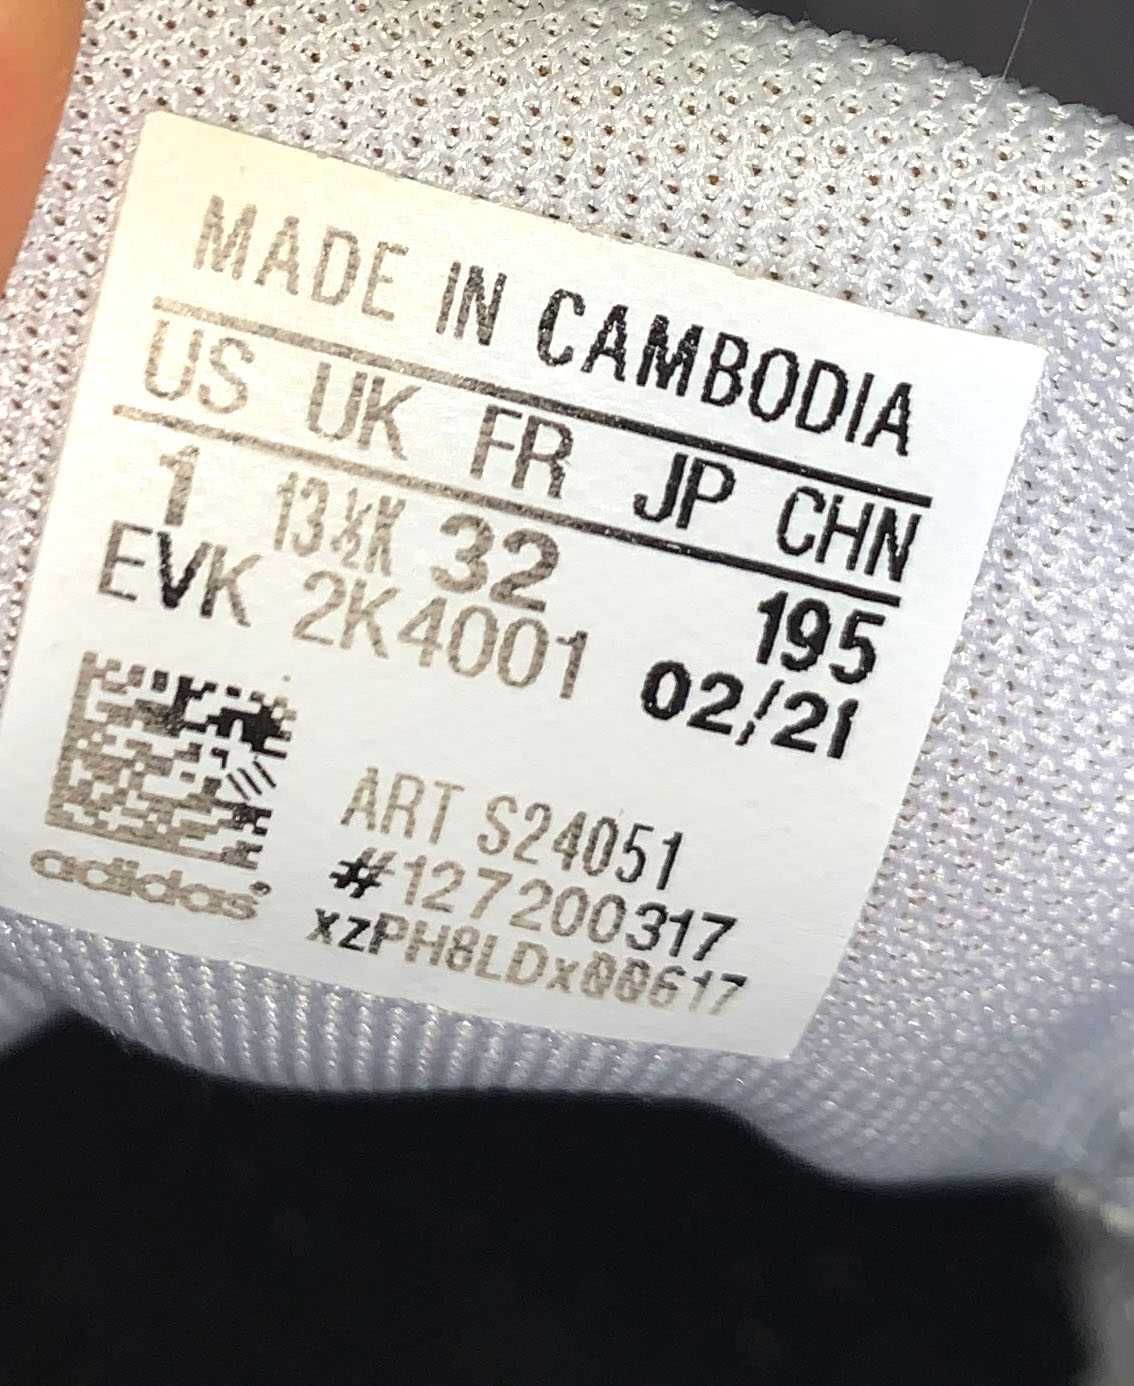 MADE IN CAMBODIA
US UK FR JP CHN
1 13½K 32 195
EVK 2K4001 02/21
ART S24051
#127200317
xzPH8LDx00617
adidas